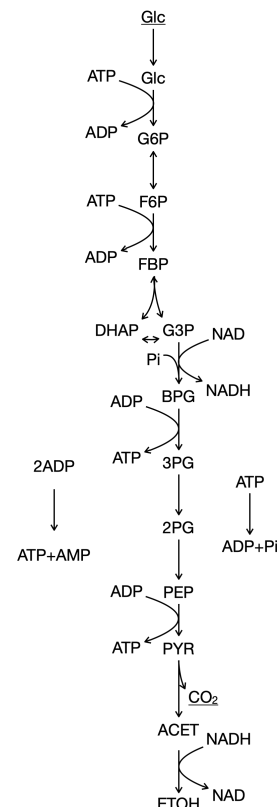 Glc
ATP
Glc
ADP
G6P
ATP
F6P
ADP
FBP
DHAP
G3P
NAD
Pi
NADH
BPG
ADP
ATP
3PG
2ADP
ATP
2PG
ATP+AMP
ADP+Pi
ADP
PEP
ATP
PYR
CO2
ACET
NADH
NAD
ETOH